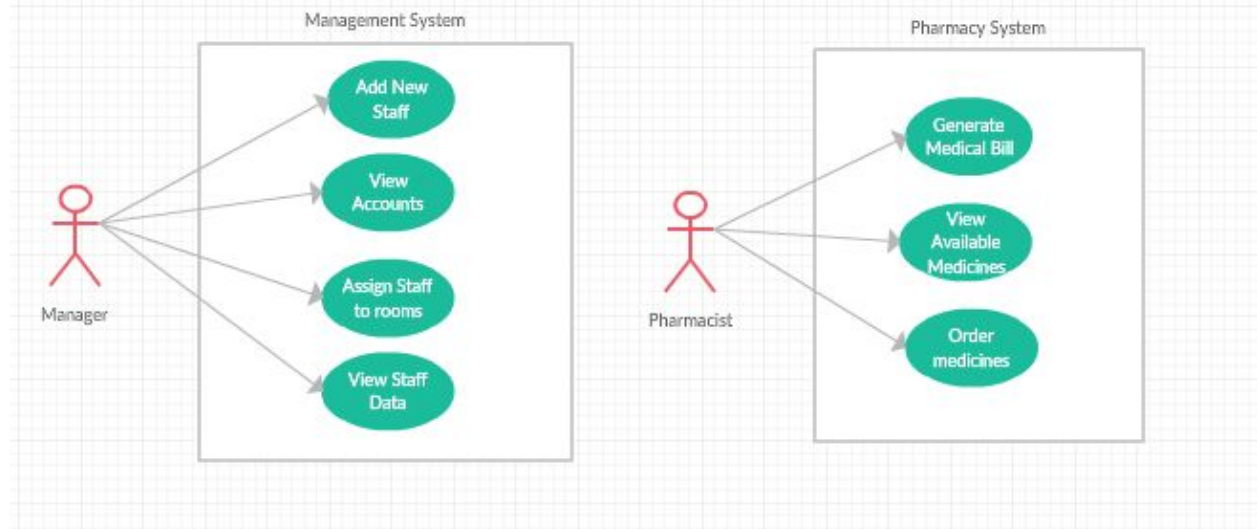 Management System
Add New
Staff
View
Accounts
Assign Staff
to rooms
View Staff
Data
Manager
Pharmacy System
Generate
Medical Bill
View
Available
Medicines
Order
medicines
Pharmacist